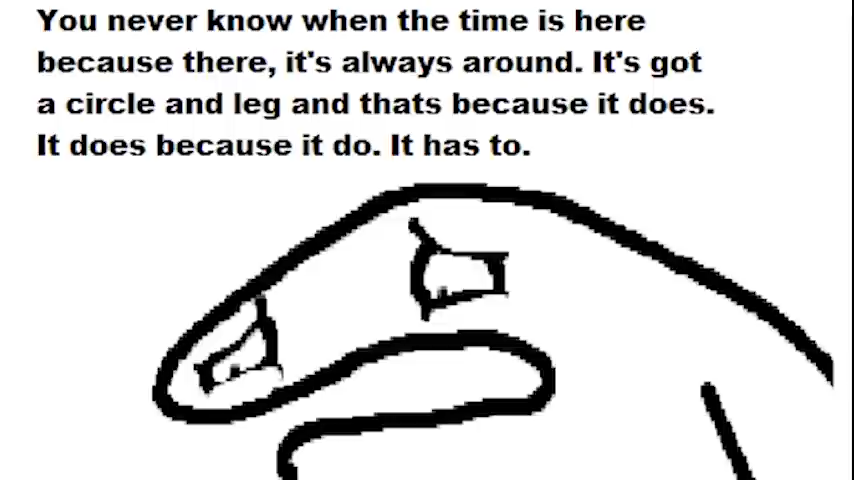 You never know when the time is here
because there, it's always around. It's got
a circle and leg and thats because it does.
It does because it do. It has to.